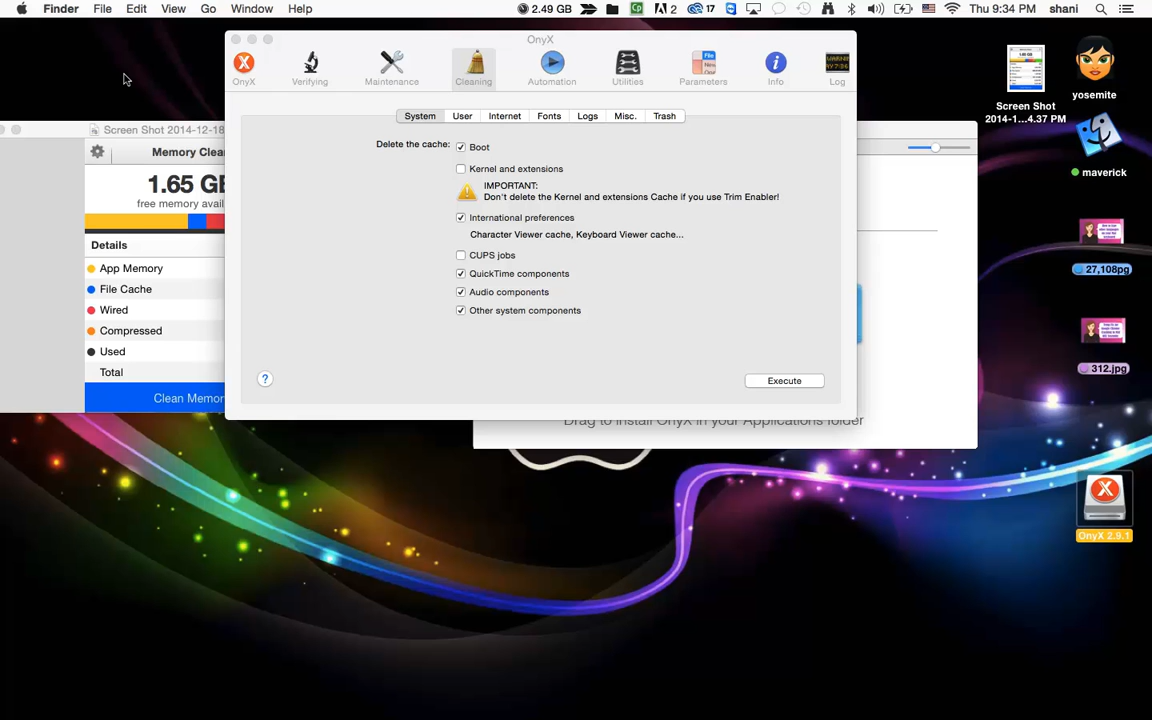 Finder File Edit View Go Window Help 2.49 GB 2 17 Thu 9:34 PM shani
OnyX
OnyX Verifying Maintenance Cleaning Automation Utilities Parameters Info Log
System User Internet Fonts Logs Misc. Trash
Delete the cache: Boot
Kernel and extensions
IMPORTANT:
Don't delete the Kernel and extensions Cache if you use Trim Enabler!
International preferences
Character Viewer cache, Keyboard Viewer cache...
CUPS jobs
QuickTime components
Audio components
Other system components
? Execute
Screen Shot 2014-12-18
Memory Clea
1.65 GB
free memory avail
Details
App Memory
File Cache
Wired
Compressed
Used
Total
Clean Memor
Drag to install OnyX in your Applications folder
Screen Shot
2014-1...4.37 PM
yosemite
maverick
27,108pg
312.jpg
OnyX 2.9.1